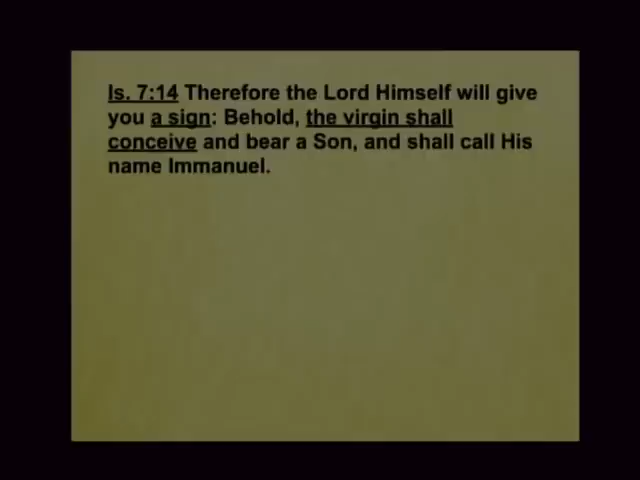 Is. 7:14 Therefore the Lord Himself will give
you a sign: Behold, the virgin shall
conceive and bear a Son, and shall call His
name Immanuel.